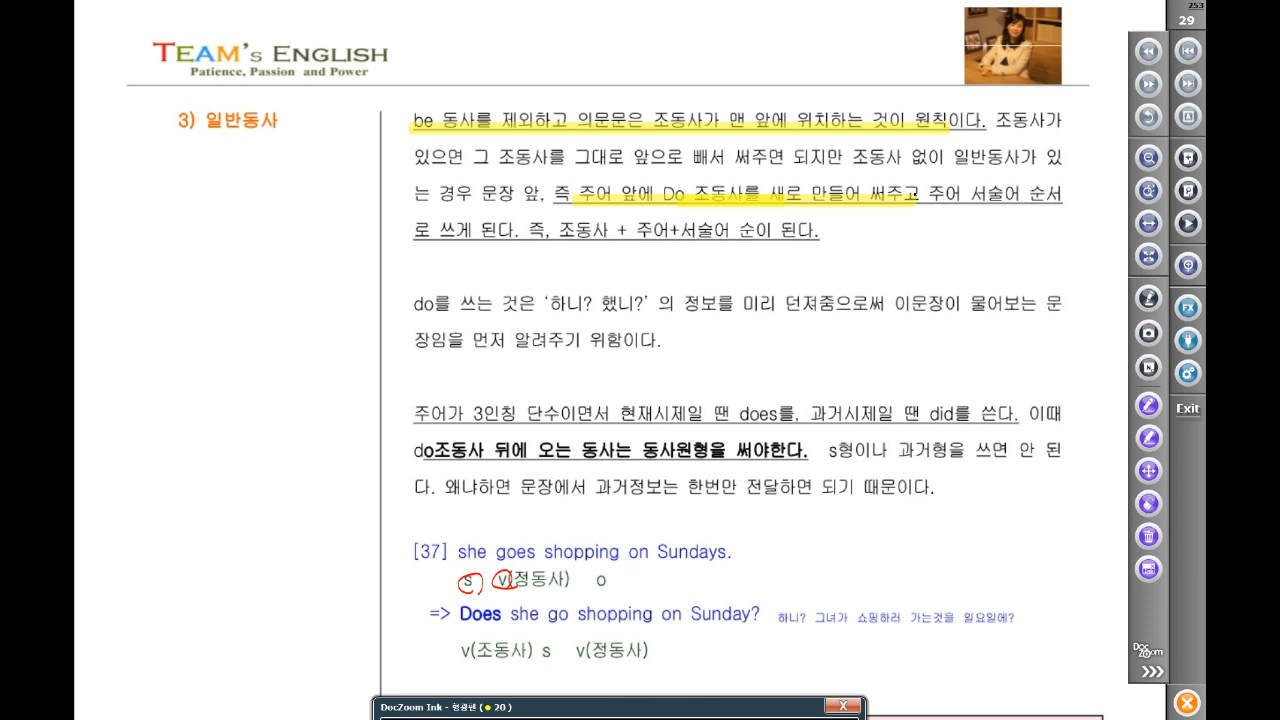 253
29
TEAM's ENGLISH
Patience, Passion and Power
3) 일반동사
be 동사를 제외하고 의문문은 조동사가 맨 앞에 위치하는 것이 원칙이다. 조동사가
있으면 그 조동사를 그대로 앞으로 빼서 써주면 되지만 조동사 없이 일반동사가 있
는 경우 문장 앞, 즉 주어 앞에 Do 조동사를 새로 만들어 써주고 주어 서술어 순서
로 쓰게 된다. 즉, 조동사 + 주어+서술어 순이 된다.
do를 쓰는 것은 '하니? 했니?' 의 정보를 미리 던져줌으로써 이문장이 물어보는 문
장임을 먼저 알려주기 위함이다.
주어가 3인칭 단수이면서 현재시제일 땐 does를, 과거시제일 땐 did를 쓴다. 이때
do조동사 뒤에 오는 동사는 동사원형을 써야한다. s형이나 과거형을 쓰면 안 된
다. 왜냐하면 문장에서 과거정보는 한번만 전달하면 되기 때문이다.
[37] she goes shopping on Sundays.
s v(정동사) o
=> Does she go shopping on Sunday? 하니? 그녀가 쇼핑하러 가는것을 일요일에?
v(조동사) s v(정동사)
FX
Exit
Doc Zoom
DocZoom Ink - 형광펜 ( 20 )